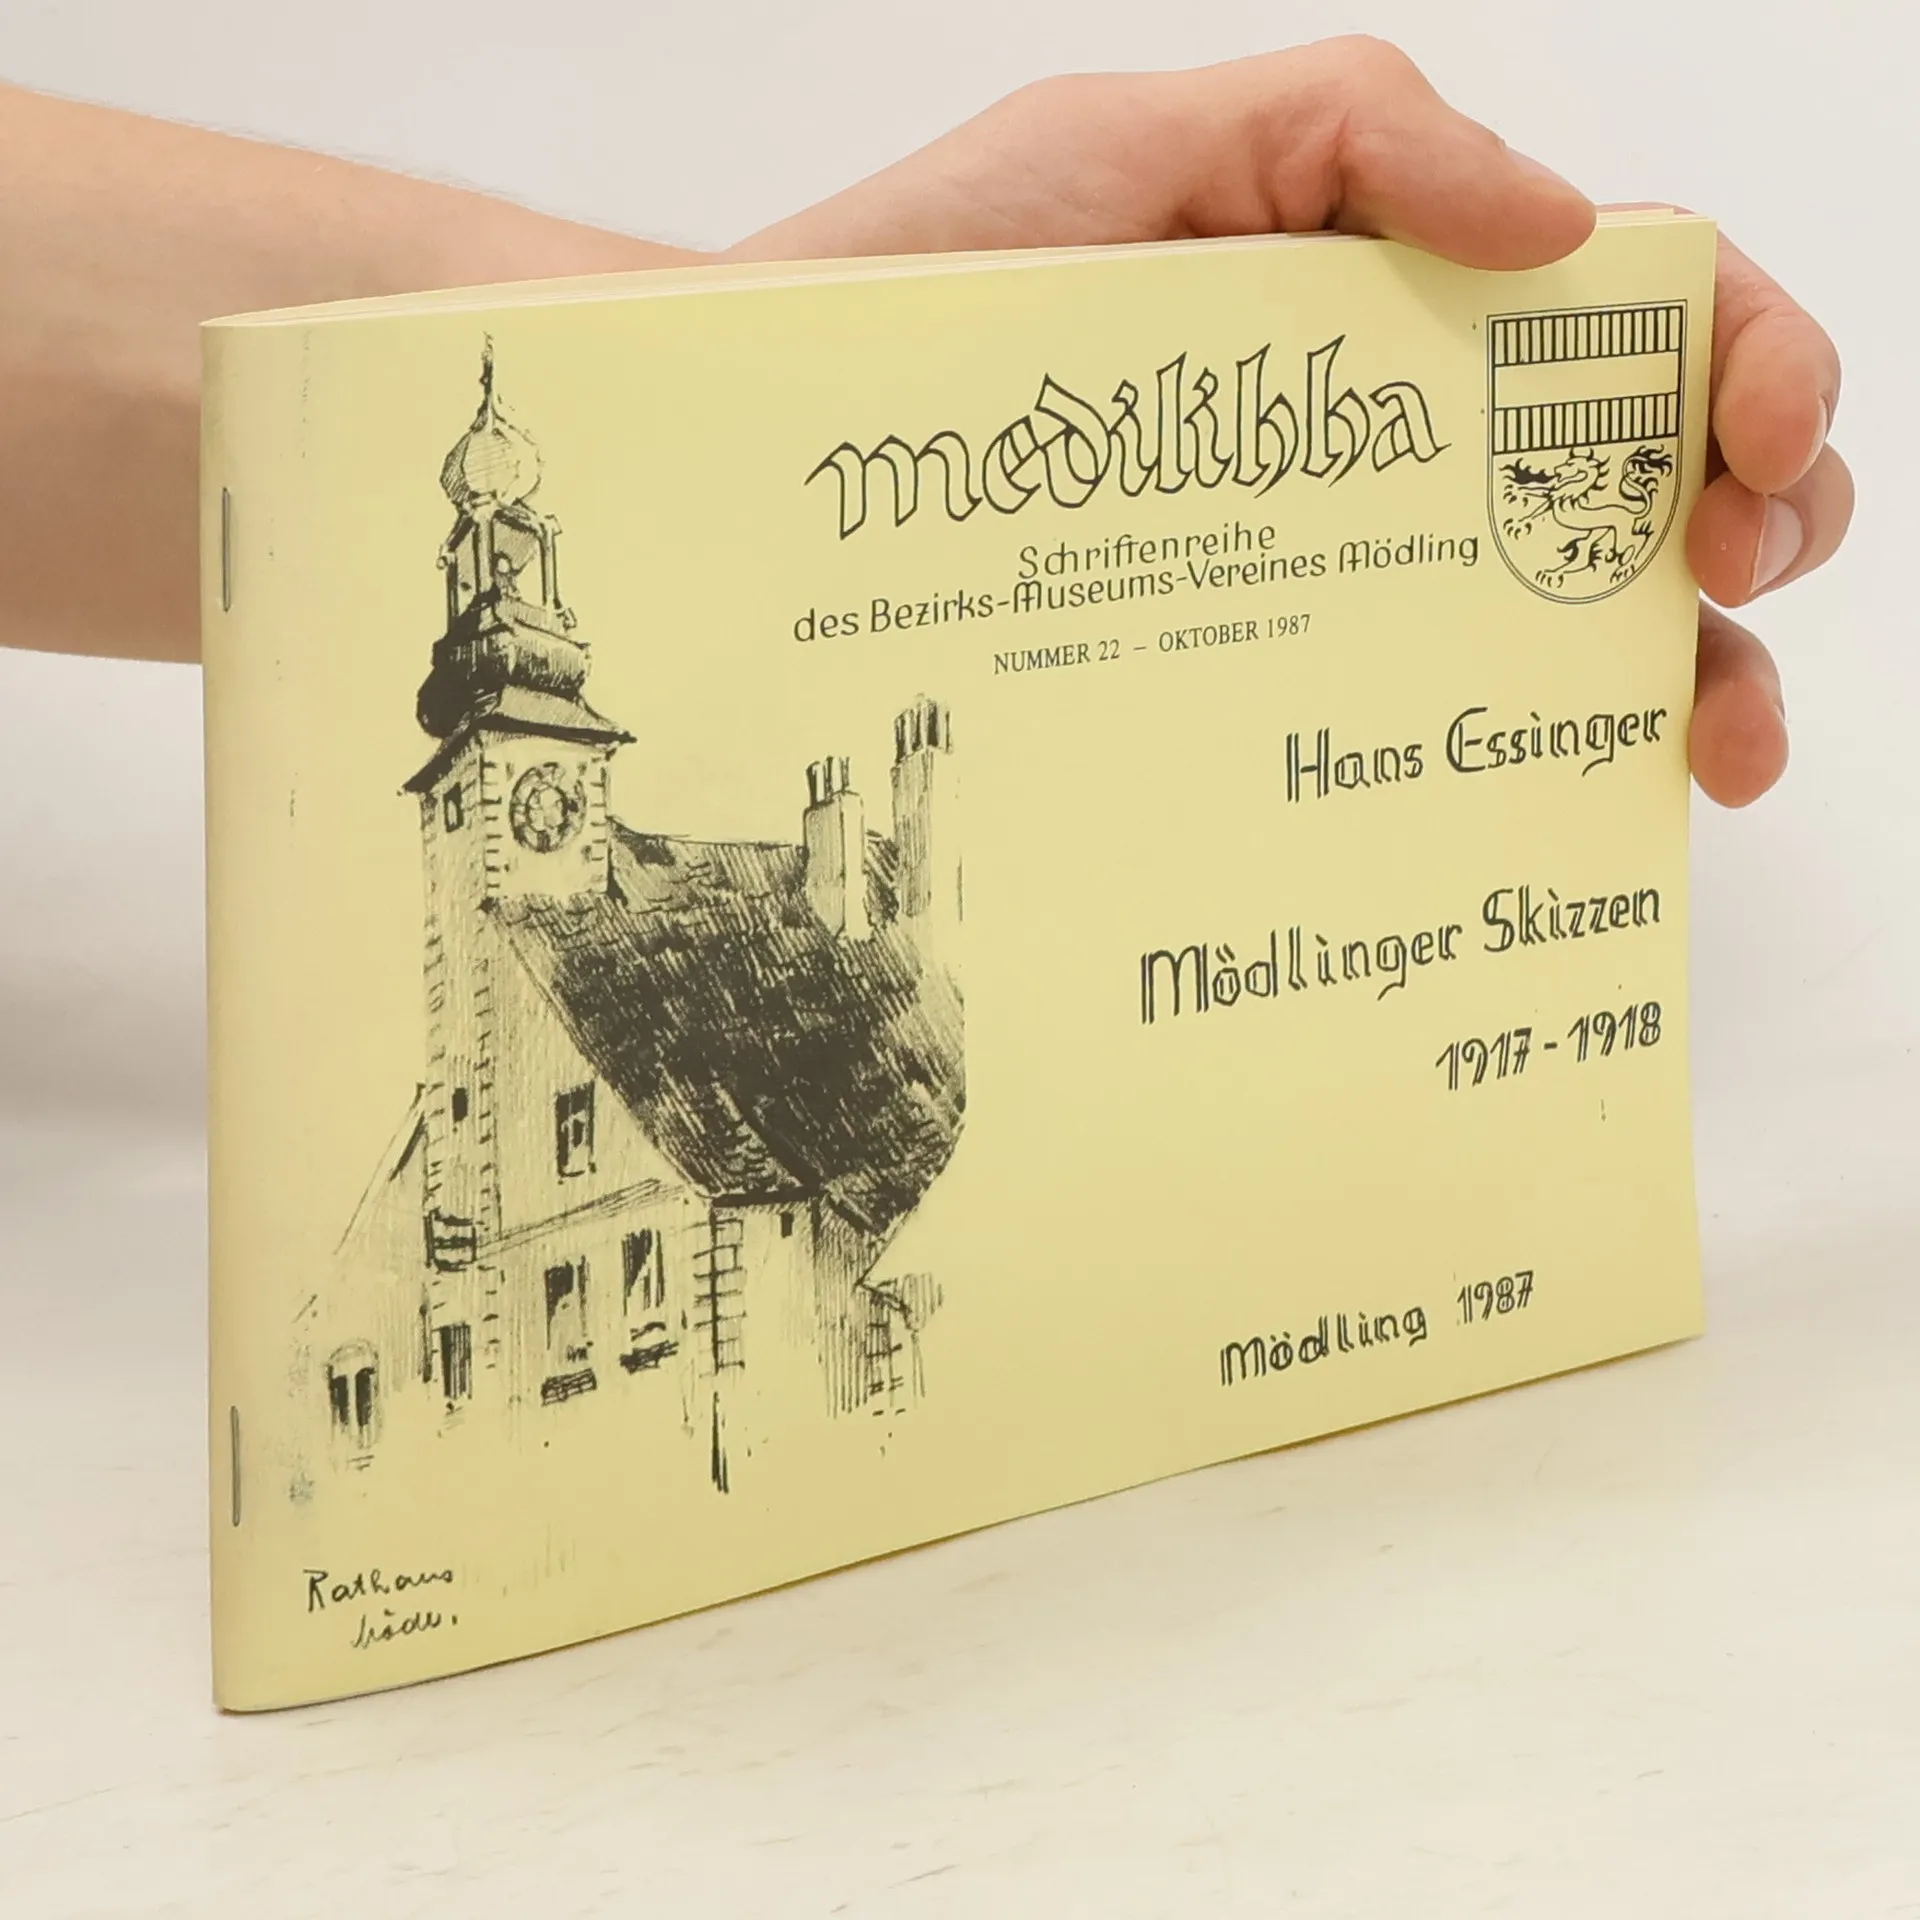 medilihha
Schriftenreihe
des Bezirks-Museums-Vereines Mödling
NUMMER 22 – OKTOBER 1987
Hans Essinger
Mödlinger Skizzen
1917 - 1918
Mödling 1987
Rathaus